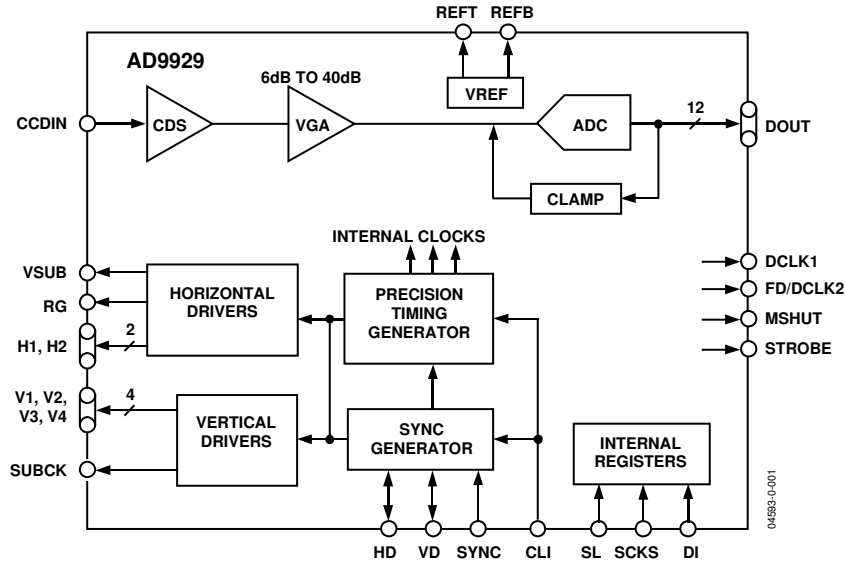 REFT REFB
AD9929
6dB TO 40dB
VREF
CCDIN
CDS
VGA
ADC
12
DOUT
CLAMP
INTERNAL CLOCKS
VSUB
RG
H1, H2
2
HORIZONTAL
DRIVERS
PRECISION
TIMING
GENERATOR
DCLK1
FD/DCLK2
MSHUT
STROBE
V1, V2,
V3, V4
4
SUBCK
VERTICAL
DRIVERS
SYNC
GENERATOR
INTERNAL
REGISTERS
HD VD SYNC CLI SL SCKS DI
04593-0-001